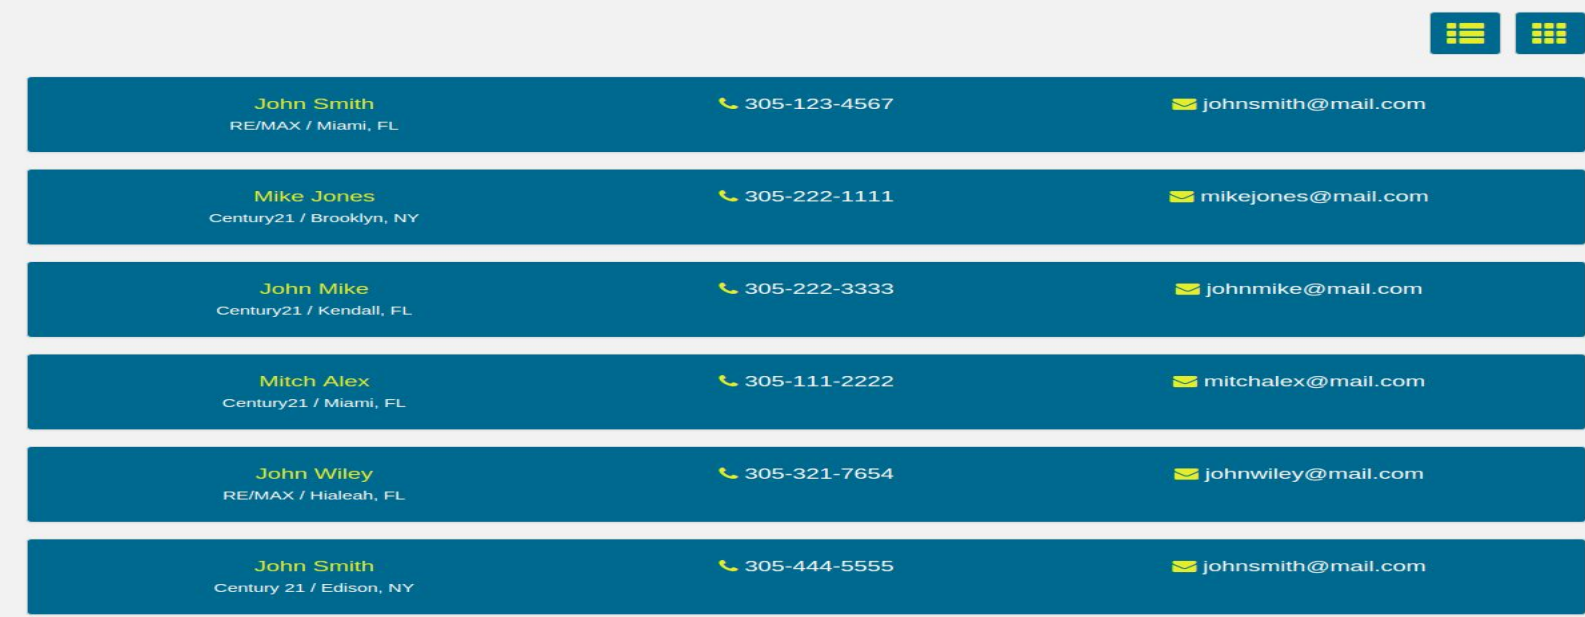 John Smith 305-123-4567 johnsmith@mail.com
RE/MAX / Miami, FL
Mike Jones 305-222-1111 mikejones@mail.com
Century21 / Brooklyn, NY
John Mike 305-222-3333 johnmike@mail.com
Century21 / Kendall, FL
Mitch Alex 305-111-2222 mitchalex@mail.com
Century21 / Miami, FL
John Wiley 305-321-7654 johnwiley@mail.com
RE/MAX / Hialeah, FL
John Smith 305-444-5555 johnsmith@mail.com
Century 21 / Edison, NY